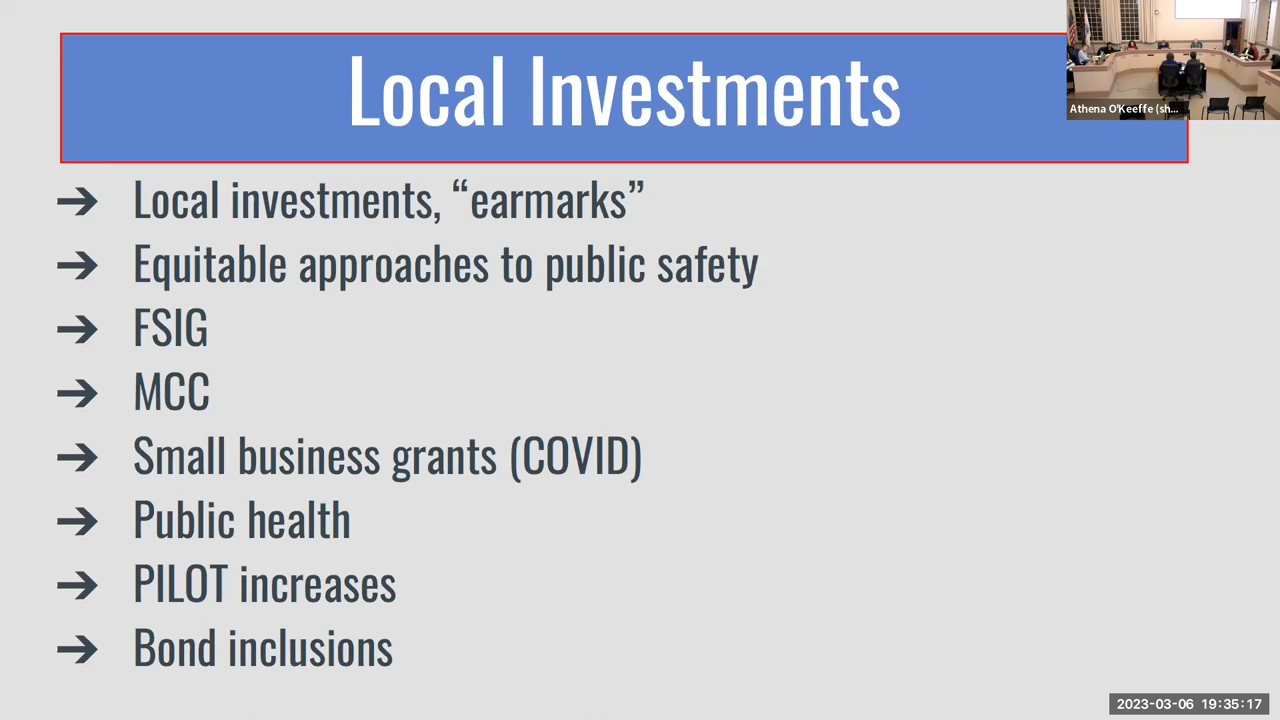 Local Investments
Athena O'Keeffe (sh...
➔ Local investments, “earmarks”
➔ Equitable approaches to public safety
➔ FSIG
➔ MCC
➔ Small business grants (COVID)
➔ Public health
➔ PILOT increases
➔ Bond inclusions
2023-03-06 19:35:17